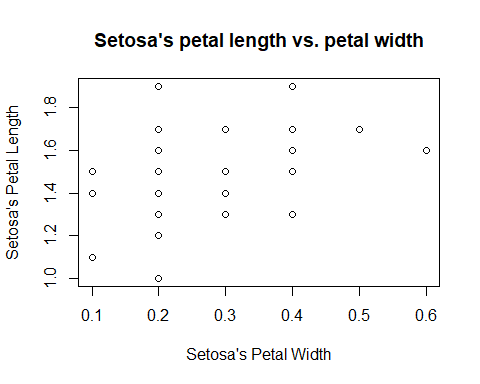 Setosa's petal length vs. petal width
Setosa's Petal Length
1.8
1.6
1.4
1.2
1.0
0.1 0.2 0.3 0.4 0.5 0.6
Setosa's Petal Width